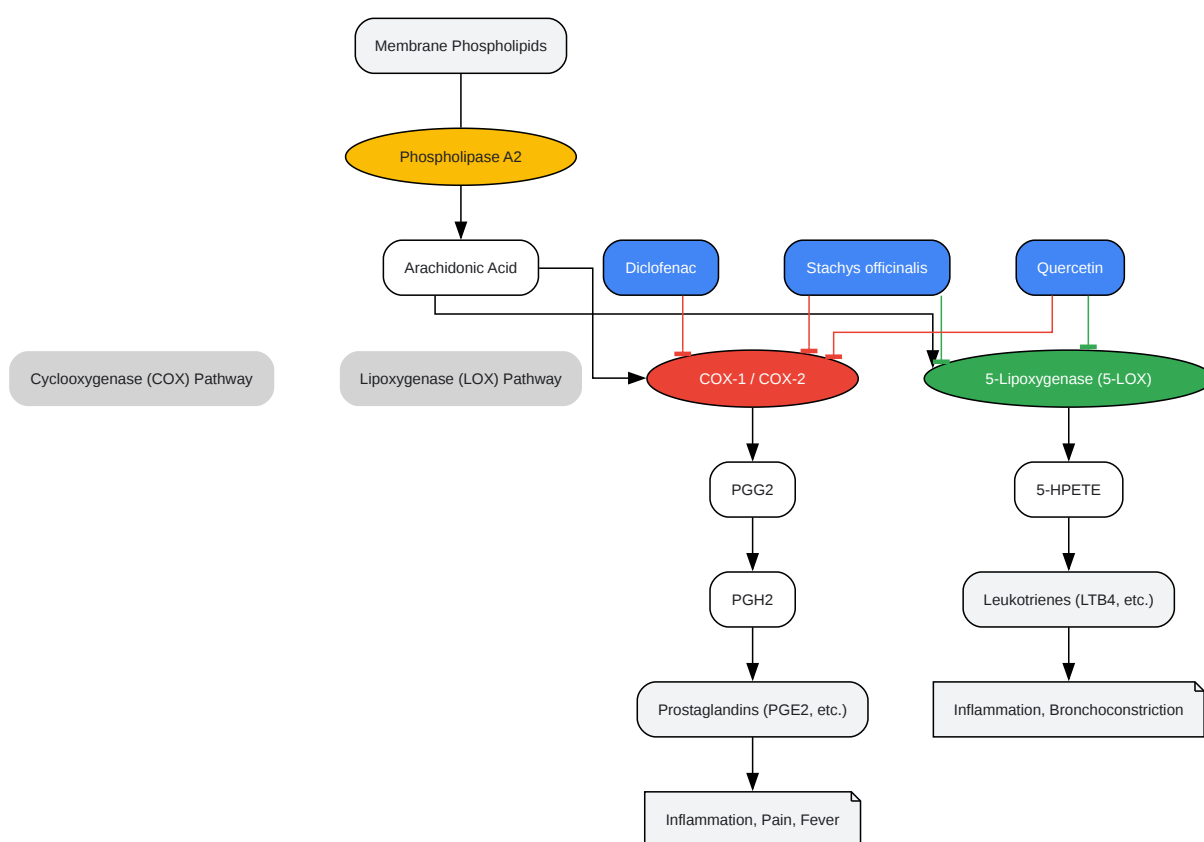 Membrane Phospholipids
Phospholipase A2
Arachidonic Acid
Diclofenac
Stachys officinalis
Quercetin
Cyclooxygenase (COX) Pathway
Lipoxygenase (LOX) Pathway
COX-1 / COX-2
5-Lipoxygenase (5-LOX)
PGG2
5-HPETE
PGH2
Leukotrienes (LTB4, etc.)
Prostaglandins (PGE2, etc.)
Inflammation, Bronchoconstriction
Inflammation, Pain, Fever